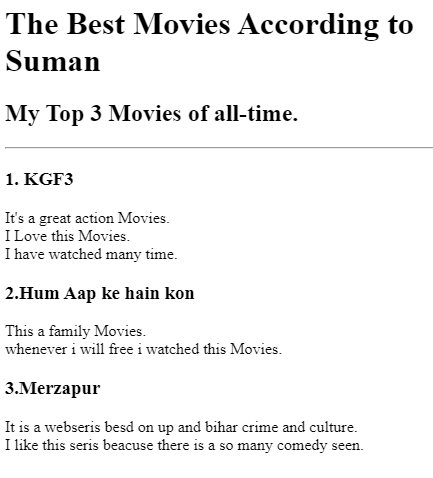 The Best Movies According to
Suman
My Top 3 Movies of all-time.
1. KGF3
It's a great action Movies.
I Love this Movies.
I have watched many time.
2.Hum Aap ke hain kon
This a family Movies.
whenever i will free i watched this Movies.
3.Merzapur
It is a webseris besd on up and bihar crime and culture.
I like this seris beacuse there is a so many comedy seen.